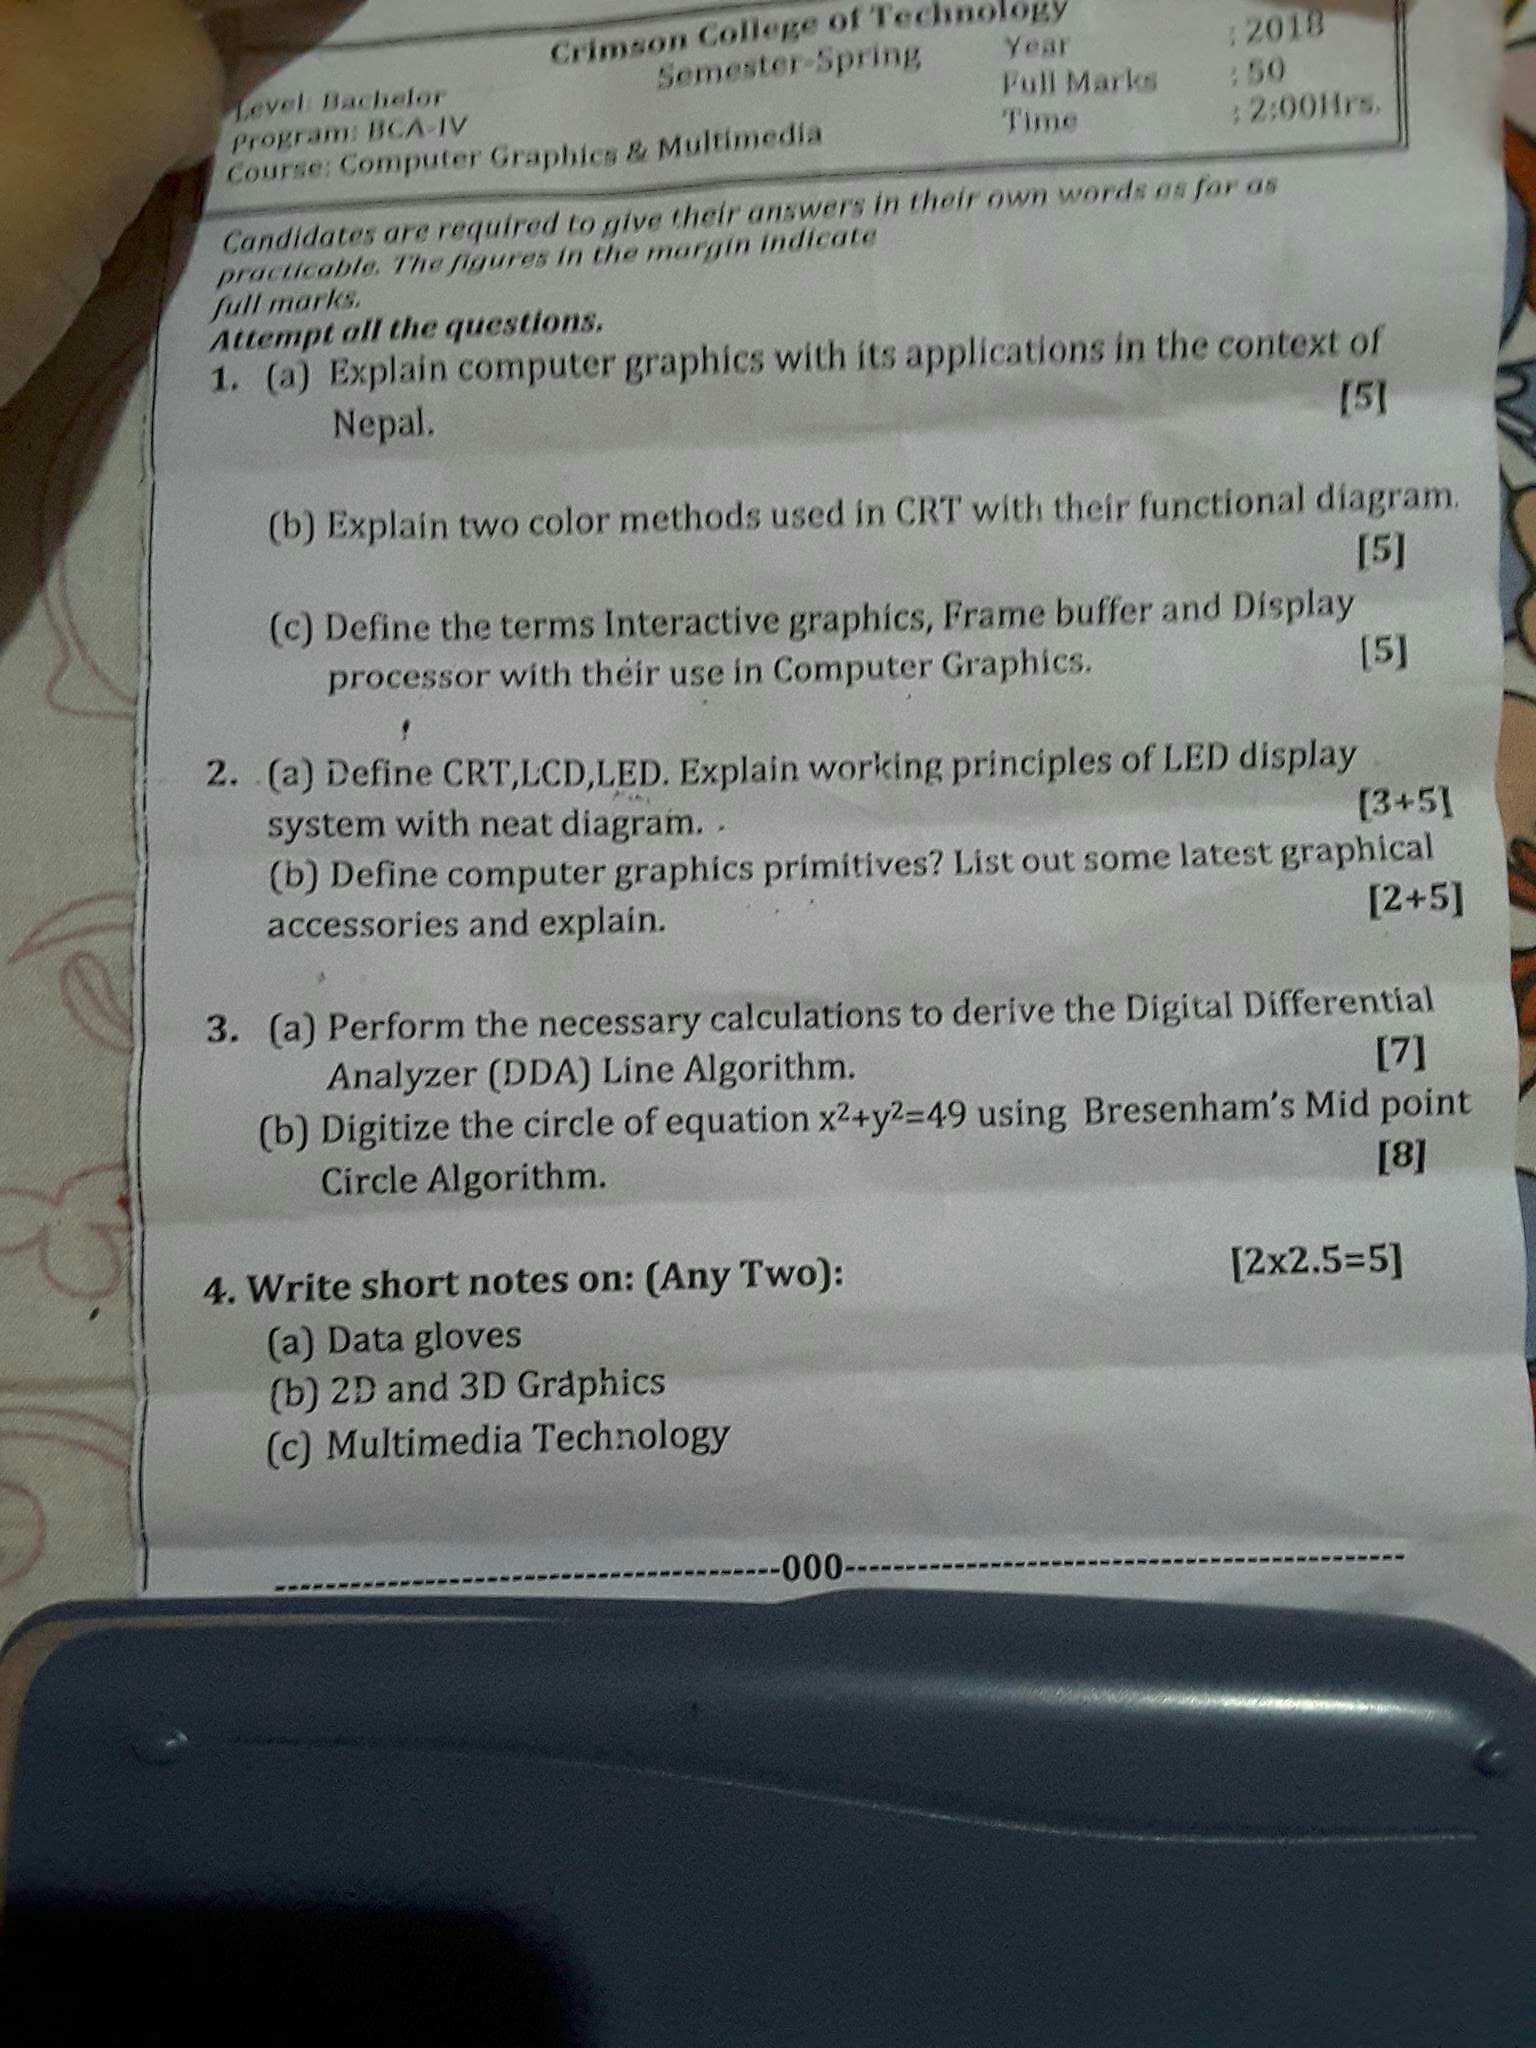 Crimson College of Technology
Semester-Spring
Year : 2018
Level: Bachelor
Full Marks : 50
Program: BCA-IV
Time : 2:00Hrs.
Course: Computer Graphics & Multimedia
Candidates are required to give their answers in their own words as far as
practicable. The figures in the margin indicate
full marks.
Attempt all the questions.
1. (a) Explain computer graphics with its applications in the context of
Nepal. [5]
(b) Explain two color methods used in CRT with their functional diagram.
[5]
(c) Define the terms Interactive graphics, Frame buffer and Display
processor with their use in Computer Graphics. [5]
2. (a) Define CRT,LCD,LED. Explain working principles of LED display
system with neat diagram. [3+5]
(b) Define computer graphics primitives? List out some latest graphical
accessories and explain. [2+5]
3. (a) Perform the necessary calculations to derive the Digital Differential
Analyzer (DDA) Line Algorithm. [7]
(b) Digitize the circle of equation x²+y²=49 using Bresenham's Mid point
Circle Algorithm. [8]
4. Write short notes on: (Any Two): [2x2.5=5]
(a) Data gloves
(b) 2D and 3D Graphics
(c) Multimedia Technology
----------------------------------------000--------------------------------------------